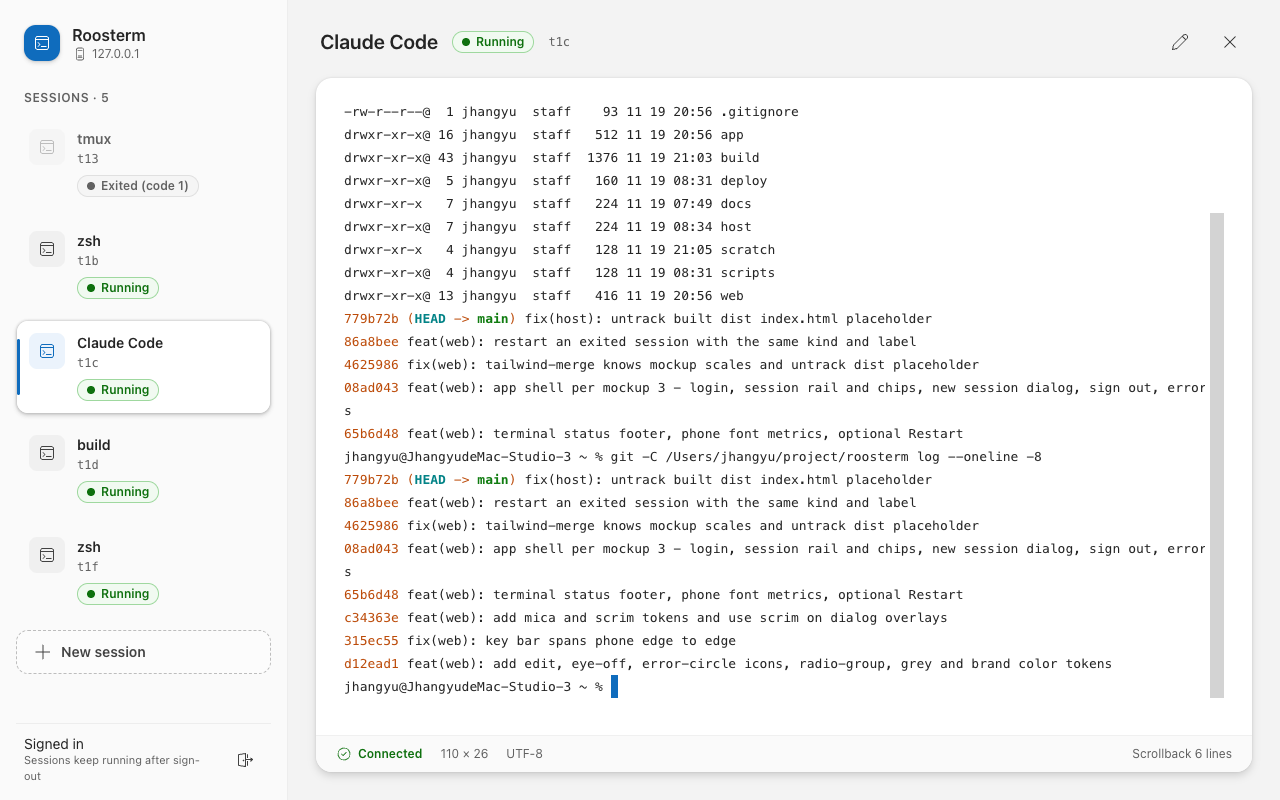 Roosterm
127.0.0.1
SESSIONS · 5
tmux
t13
Exited (code 1)
zsh
t1b
Running
Claude Code
t1c
Running
build
t1d
Running
zsh
t1f
Running
New session
Signed in
Sessions keep running after sign-
out
Claude Code
Running
t1c
-rw-r--r--@  1 jhangyu  staff    93 11 19 20:56 .gitignore
drwxr-xr-x@ 16 jhangyu  staff   512 11 19 20:56 app
drwxr-xr-x@ 43 jhangyu  staff  1376 11 19 21:03 build
drwxr-xr-x@  5 jhangyu  staff   160 11 19 08:31 deploy
drwxr-xr-x   7 jhangyu  staff   224 11 19 07:49 docs
drwxr-xr-x@  7 jhangyu  staff   224 11 19 08:34 host
drwxr-xr-x   4 jhangyu  staff   128 11 19 21:05 scratch
drwxr-xr-x@  4 jhangyu  staff   128 11 19 08:31 scripts
drwxr-xr-x@ 13 jhangyu  staff   416 11 19 20:56 web
779b72b (HEAD -> main) fix(host): untrack built dist index.html placeholder
86a8bee feat(web): restart an exited session with the same kind and label
4625986 fix(web): tailwind-merge knows mockup scales and untrack dist placeholder
08ad043 feat(web): app shell per mockup 3 - login, session rail and chips, new session dialog, sign out, error
s
65b6d48 feat(web): terminal status footer, phone font metrics, optional Restart
jhangyu@JhangyudeMac-Studio-3 ~ % git -C /Users/jhangyu/project/roosterm log --oneline -8
779b72b (HEAD -> main) fix(host): untrack built dist index.html placeholder
86a8bee feat(web): restart an exited session with the same kind and label
4625986 fix(web): tailwind-merge knows mockup scales and untrack dist placeholder
08ad043 feat(web): app shell per mockup 3 - login, session rail and chips, new session dialog, sign out, error
s
65b6d48 feat(web): terminal status footer, phone font metrics, optional Restart
c34363e feat(web): add mica and scrim tokens and use scrim on dialog overlays
315ec55 fix(web): key bar spans phone edge to edge
d12ead1 feat(web): add edit, eye-off, error-circle icons, radio-group, grey and brand color tokens
jhangyu@JhangyudeMac-Studio-3 ~ %
Connected
110 × 26
UTF-8
Scrollback 6 lines